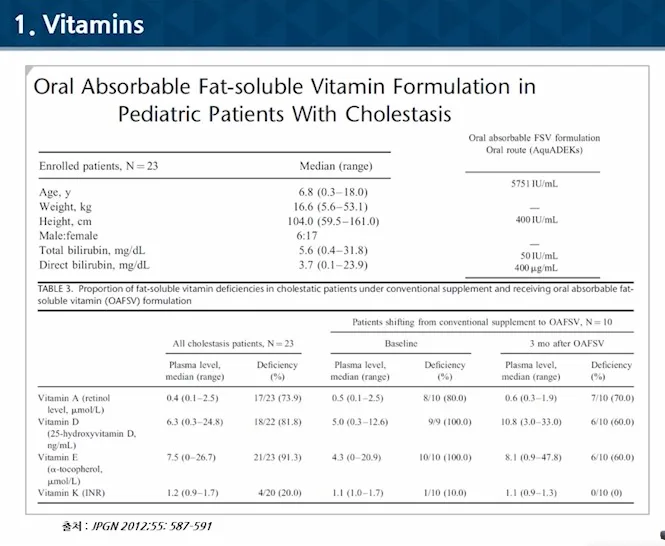 1. Vitamins
Oral Absorbable Fat-soluble Vitamin Formulation in
Pediatric Patients With Cholestasis
Enrolled patients, N = 23 Median (range)
Age, y 6.8 (0.3–18.0)
Weight, kg 16.6 (5.6–53.1)
Height, cm 104.0 (59.5–161.0)
Male:female 6:17
Total bilirubin, mg/dL 5.6 (0.4–31.8)
Direct bilirubin, mg/dL 3.7 (0.1–23.9)
Oral absorbable FSV formulation
Oral route (AquADEKs)
5751 IU/mL
—
400 IU/mL
—
50 IU/mL
400 μg/mL
TABLE 3. Proportion of fat-soluble vitamin deficiencies in cholestatic patients under conventional supplement and receiving oral absorbable fat-
soluble vitamin (OAFSV) formulation
Patients shifting from conventional supplement to OAFSV, N = 10
All cholestasis patients, N = 23 Baseline 3 mo after OAFSV
Plasma level, Deficiency Plasma level, Deficiency Plasma level, Deficiency
median (range) (%) median (range) (%) median (range) (%)
Vitamin A (retinol 0.4 (0.1–2.5) 17/23 (73.9) 0.5 (0.1–2.5) 8/10 (80.0) 0.6 (0.3–1.9) 7/10 (70.0)
level, μmol/L)
Vitamin D 6.3 (0.3–24.8) 18/22 (81.8) 5.0 (0.3–12.6) 9/9 (100.0) 10.8 (3.0–33.0) 6/10 (60.0)
(25-hydroxyvitamin D,
ng/mL)
Vitamin E 7.5 (0–26.7) 21/23 (91.3) 4.3 (0–20.9) 10/10 (100.0) 8.1 (0.9–47.8) 6/10 (60.0)
(α-tocopherol,
μmol/L)
Vitamin K (INR) 1.2 (0.9–1.7) 4/20 (20.0) 1.1 (1.0–1.7) 1/10 (10.0) 1.1 (0.9–1.3) 0/10 (0)
출처 : JPGN 2012;55: 587-591